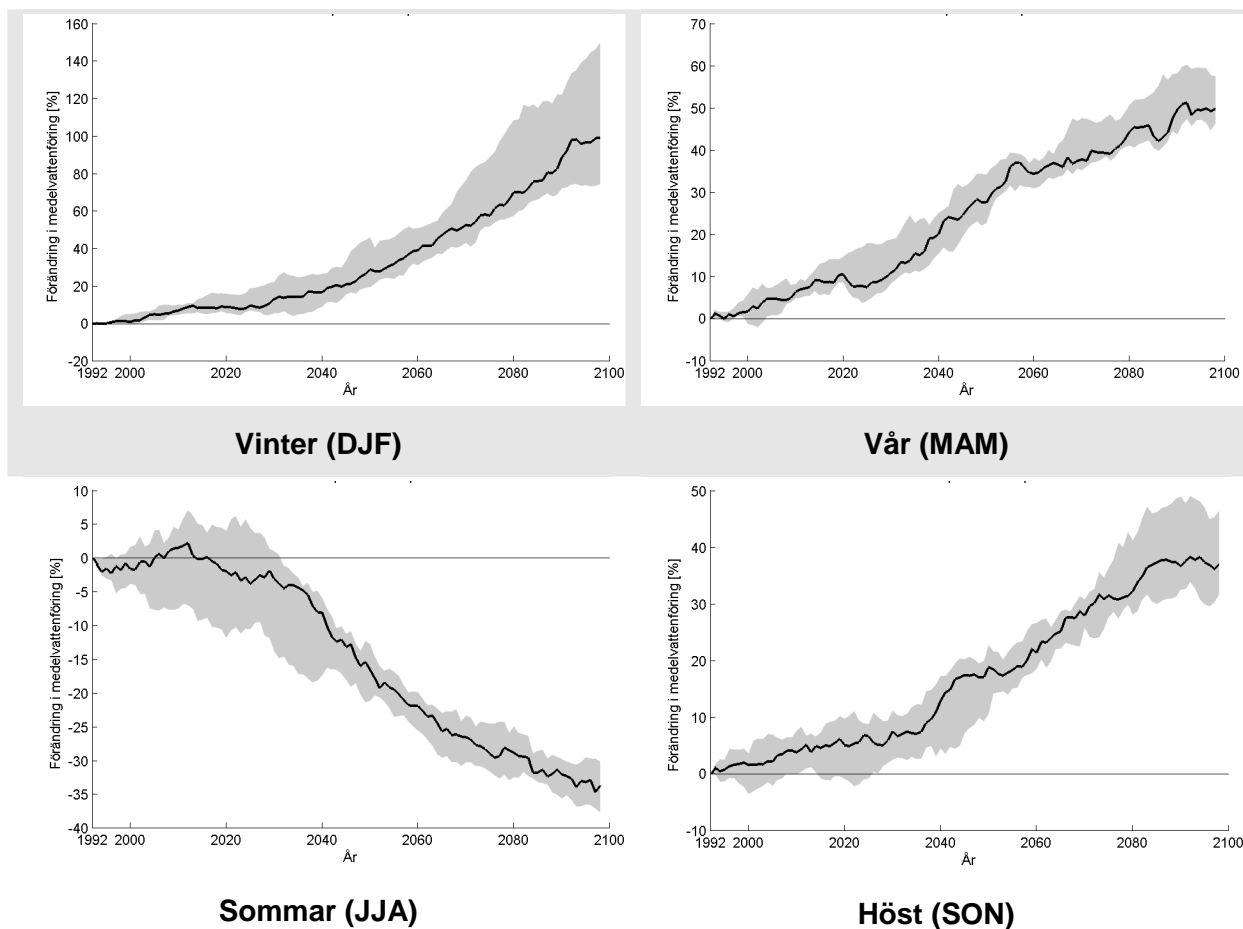 160
140
120
100
80
60
40
20
0
-20
Förändring i medelvattenföring [%]
1992 2000 2020 2040 2060 2080 2100
År
Vinter (DJF)
70
60
50
40
30
20
10
0
-10
Förändring i medelvattenföring [%]
1992 2000 2020 2040 2060 2080 2100
År
Vår (MAM)
10
5
0
-5
-10
-15
-20
-25
-30
-35
-40
Förändring i medelvattenföring [%]
1992 2000 2020 2040 2060 2080 2100
År
Sommar (JJA)
50
40
30
20
10
0
-10
Förändring i medelvattenföring [%]
1992 2000 2020 2040 2060 2080 2100
År
Höst (SON)